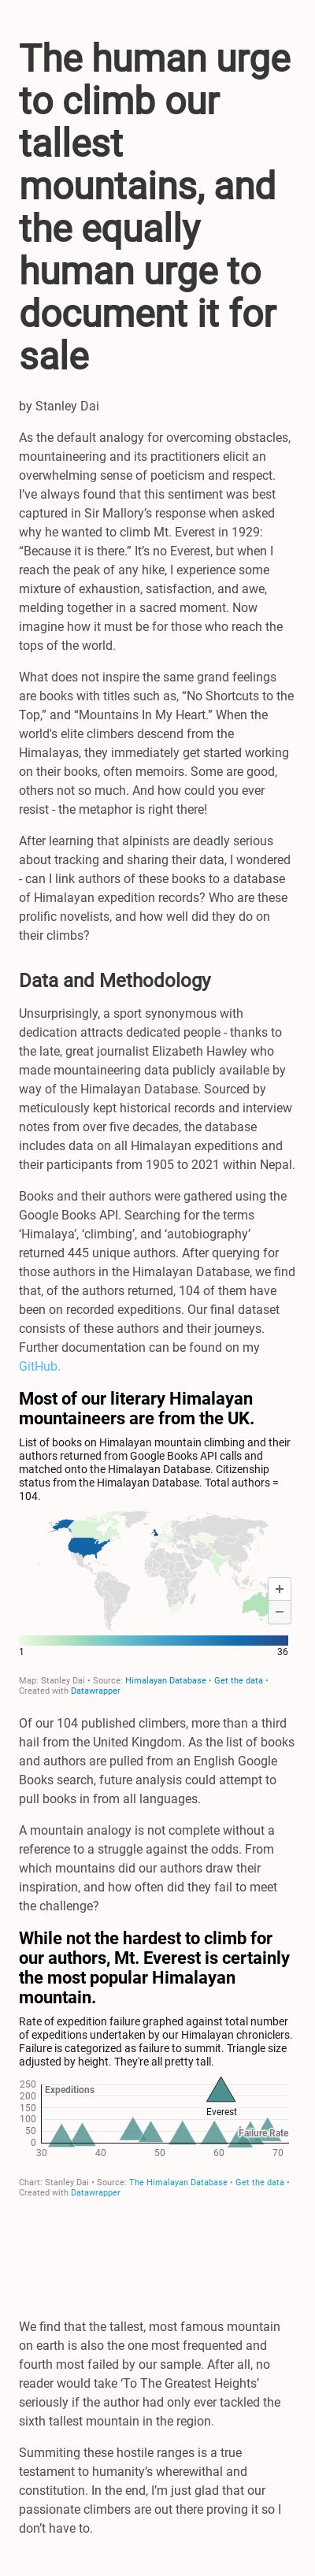 The human urge
to climb our
tallest
mountains, and
the equally
human urge to
document it for
sale
by Stanley Dai
As the default analogy for overcoming obstacles,
mountaineering and its practitioners elicit an
overwhelming sense of poeticism and respect.
I’ve always found that this sentiment was best
captured in Sir Mallory’s response when asked
why he wanted to climb Mt. Everest in 1929:
“Because it is there.” It’s no Everest, but when I
reach the peak of any hike, I experience some
mixture of exhaustion, satisfaction, and awe,
melding together in a sacred moment. Now
imagine how it must be for those who reach the
tops of the world.
What does not inspire the same grand feelings
are books with titles such as, “No Shortcuts to the
Top,” and “Mountains In My Heart.” When the
world's elite climbers descend from the
Himalayas, they immediately get started working
on their books, often memoirs. Some are good,
others not so much. And how could you ever
resist - the metaphor is right there!
After learning that alpinists are deadly serious
about tracking and sharing their data, I wondered
- can I link authors of these books to a database
of Himalayan expedition records? Who are these
prolific novelists, and how well did they do on
their climbs?
Data and Methodology
Unsurprisingly, a sport synonymous with
dedication attracts dedicated people - thanks to
the late, great journalist Elizabeth Hawley who
made mountaineering data publicly available by
way of the Himalayan Database. Sourced by
meticulously kept historical records and interview
notes from over five decades, the database
includes data on all Himalayan expeditions and
their participants from 1905 to 2021 within Nepal.
Books and their authors were gathered using the
Google Books API. Searching for the terms
‘Himalaya’, ‘climbing’, and ‘autobiography’
returned 445 unique authors. After querying for
those authors in the Himalayan Database, we find
that, of the authors returned, 104 of them have
been on recorded expeditions. Our final dataset
consists of these authors and their journeys.
Further documentation can be found on my
GitHub.
Most of our literary Himalayan
mountaineers are from the UK.
List of books on Himalayan mountain climbing and their
authors returned from Google Books API calls and
matched onto the Himalayan Database. Citizenship
status from the Himalayan Database. Total authors =
104.
+
−
1 36
Map: Stanley Dai • Source: Himalayan Database • Get the data •
Created with Datawrapper
Of our 104 published climbers, more than a third
hail from the United Kingdom. As the list of books
and authors are pulled from an English Google
Books search, future analysis could attempt to
pull books in from all languages.
A mountain analogy is not complete without a
reference to a struggle against the odds. From
which mountains did our authors draw their
inspiration, and how often did they fail to meet
the challenge?
While not the hardest to climb for
our authors, Mt. Everest is certainly
the most popular Himalayan
mountain.
Rate of expedition failure graphed against total number
of expeditions undertaken by our Himalayan chroniclers.
Failure is categorized as failure to summit. Triangle size
adjusted by height. They're all pretty tall.
250 Expeditions
200
150 Everest
100
50 Failure Rate
0
30 40 50 60 70
Chart: Stanley Dai • Source: The Himalayan Database • Get the data •
Created with Datawrapper
We find that the tallest, most famous mountain
on earth is also the one most frequented and
fourth most failed by our sample. After all, no
reader would take ‘To The Greatest Heights’
seriously if the author had only ever tackled the
sixth tallest mountain in the region.
Summiting these hostile ranges is a true
testament to humanity’s wherewithal and
constitution. In the end, I’m just glad that our
passionate climbers are out there proving it so I
don’t have to.